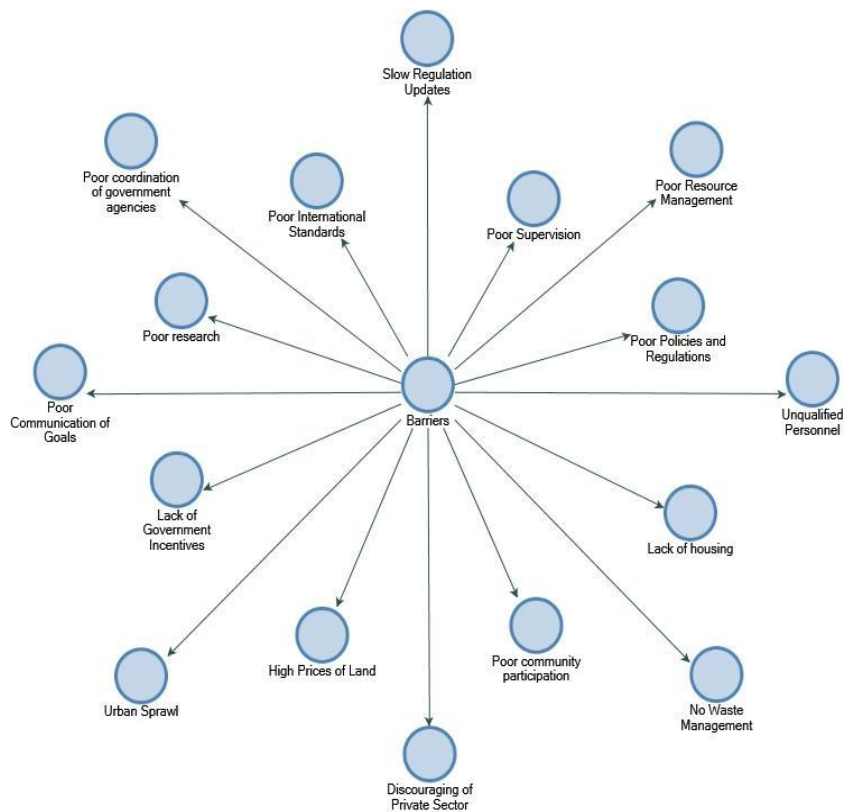 Slow Regulation
Updates
Poor coordination
of government
agencies
Poor International
Standards
Poor Supervision
Poor Resource
Management
Poor research
Poor Policies and
Regulations
Poor
Communication of
Goals
Barriers
Unqualified
Personnel
Lack of
Government
Incentives
Lack of housing
Urban Sprawl
High Prices of Land
Poor community
participation
No Waste
Management
Discouraging of
Private Sector